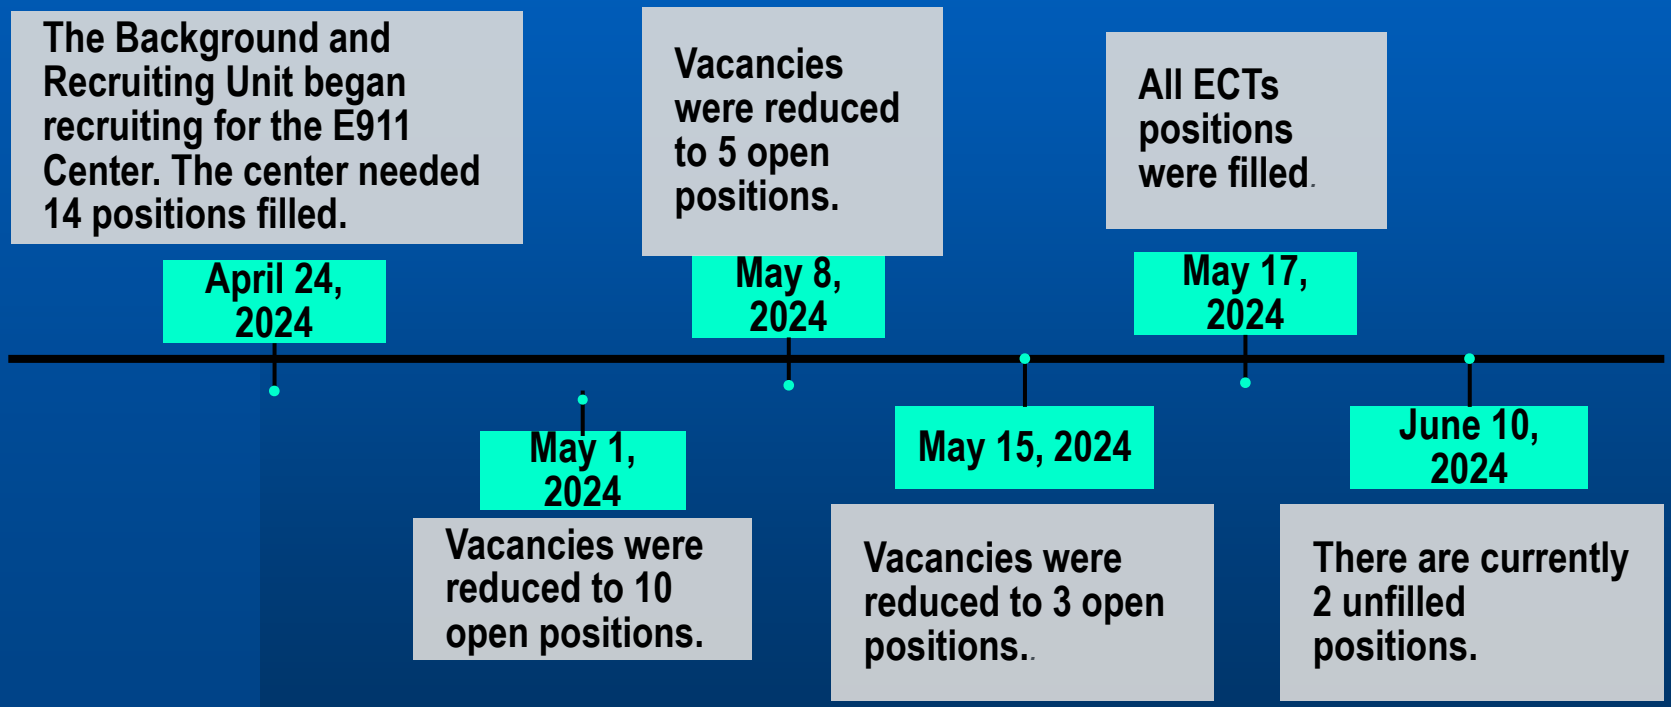 The Background and
Recruiting Unit began
recruiting for the E911
Center. The center needed
14 positions filled.
April 24,
2024
May 1,
2024
Vacancies were
reduced to 10
open positions.
Vacancies
were reduced
to 5 open
positions.
May 8,
2024
May 15, 2024
Vacancies were
reduced to 3 open
positions..
All ECTs
positions
were filled.
May 17,
2024
June 10,
2024
There are currently
2 unfilled
positions.